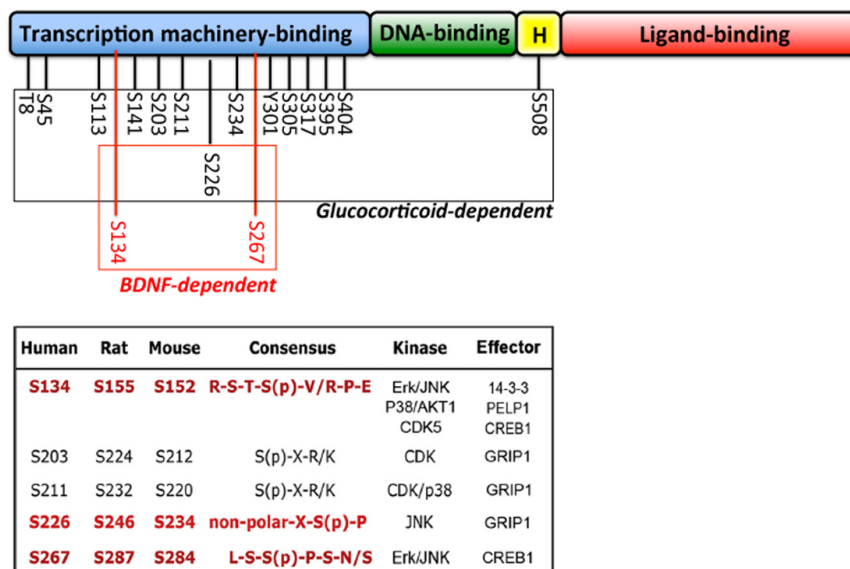 Transcription machinery-binding DNA-binding H Ligand-binding
T8 S45 S113 S141 S203 S211 S234 Y301 S305 S317 S395 S404 S508
S226
Glucocorticoid-dependent
S134 S267
BDNF-dependent
Human Rat Mouse Consensus Kinase Effector
S134 S155 S152 R-S-T-S(p)-V/R-P-E Erk/JNK 14-3-3
P38/AKT1 PELP1
CDK5 CREB1
S203 S224 S212 S(p)-X-R/K CDK GRIP1
S211 S232 S220 S(p)-X-R/K CDK/p38 GRIP1
S226 S246 S234 non-polar-X-S(p)-P JNK GRIP1
S267 S287 S284 L-S-S(p)-P-S-N/S Erk/JNK CREB1